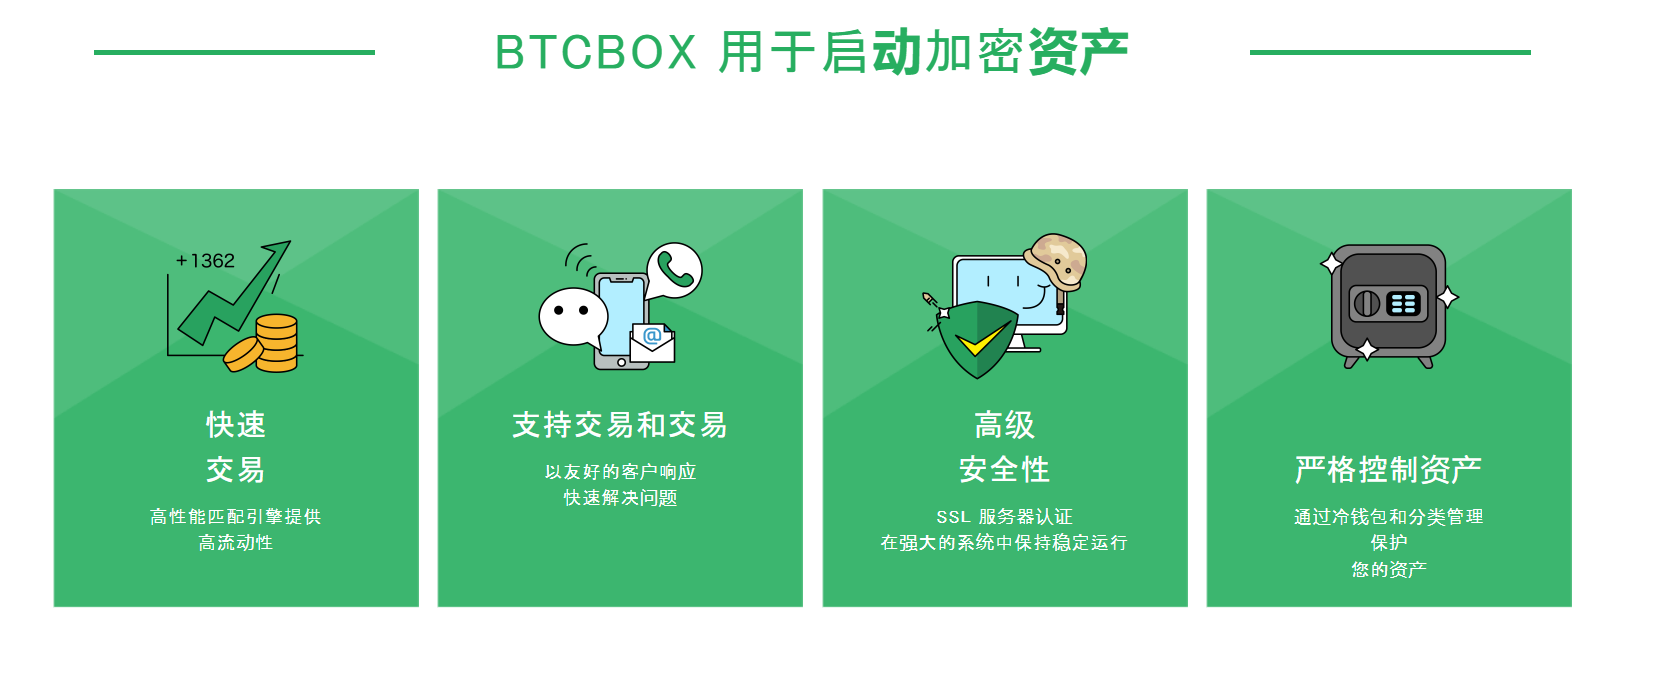 BTCBOX 用于启动加密资产
+1362
快速
交易
高性能匹配引擎提供
高流动性
支持交易和交易
以友好的客户响应
快速解决问题
@
高级
安全性
SSL 服务器认证
在强大的系统中保持稳定运行
严格控制资产
通过冷钱包和分类管理
保护
您的资产